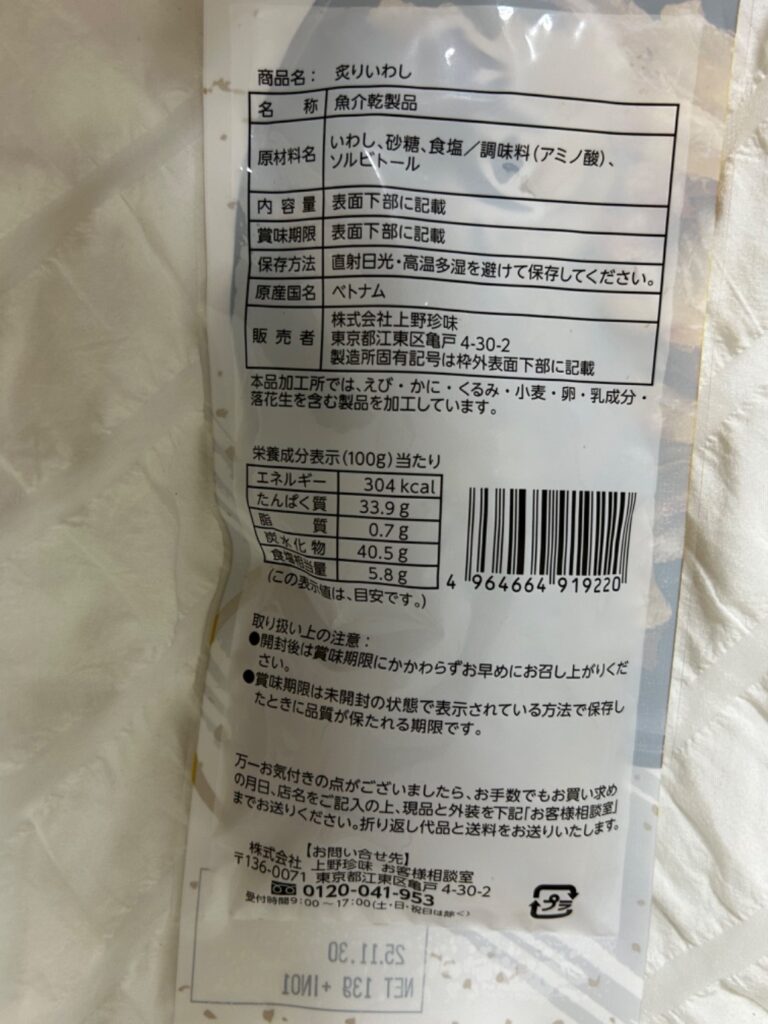 商品名： 炙りいわし
名 称 魚介乾製品
原材料名 いわし、砂糖、食塩／調味料（アミノ酸）、
ソルビトール
内容量 表面下部に記載
賞味期限 表面下部に記載
保存方法 直射日光・高温多湿を避けて保存してください。
原産国名 ベトナム
販売者 株式会社上野珍味
東京都江東区亀戸 4-30-2
製造所固有記号は枠外表面下部に記載
本品加工所では、えび・かに・くるみ・小麦・卵・乳成分・
落花生を含む製品を加工しています。
栄養成分表示（100g）当たり
エネルギー 304 kcal
たんぱく質 33.9 g
脂 質 0.7 g
炭水化物 40.5 g
食塩相当量 5.8 g
（この表示値は、目安です。）
4 964664 919220
取り扱い上の注意：
●開封後は賞味期限にかかわらずお早めにお召し上がりくだ
さい。
●賞味期限は未開封の状態で表示されている方法で保存し
たときに品質が保たれる期限です。
万一お気付きの点がございましたら、お手数でもお買い求め
の月日、店名をご記入の上、現品と外装を下記「お客様相談室」
までお送りください。折り返し代品と送料をお送りいたします。
【お問い合せ先】
株式会社 上野珍味 お客様相談室
〒136-0071 東京都江東区亀戸 4-30-2
0120-041-953
受付時間9：00～17：00（土・日・祝日は除く）
プラ
25.11.30
NET 13g +IN01